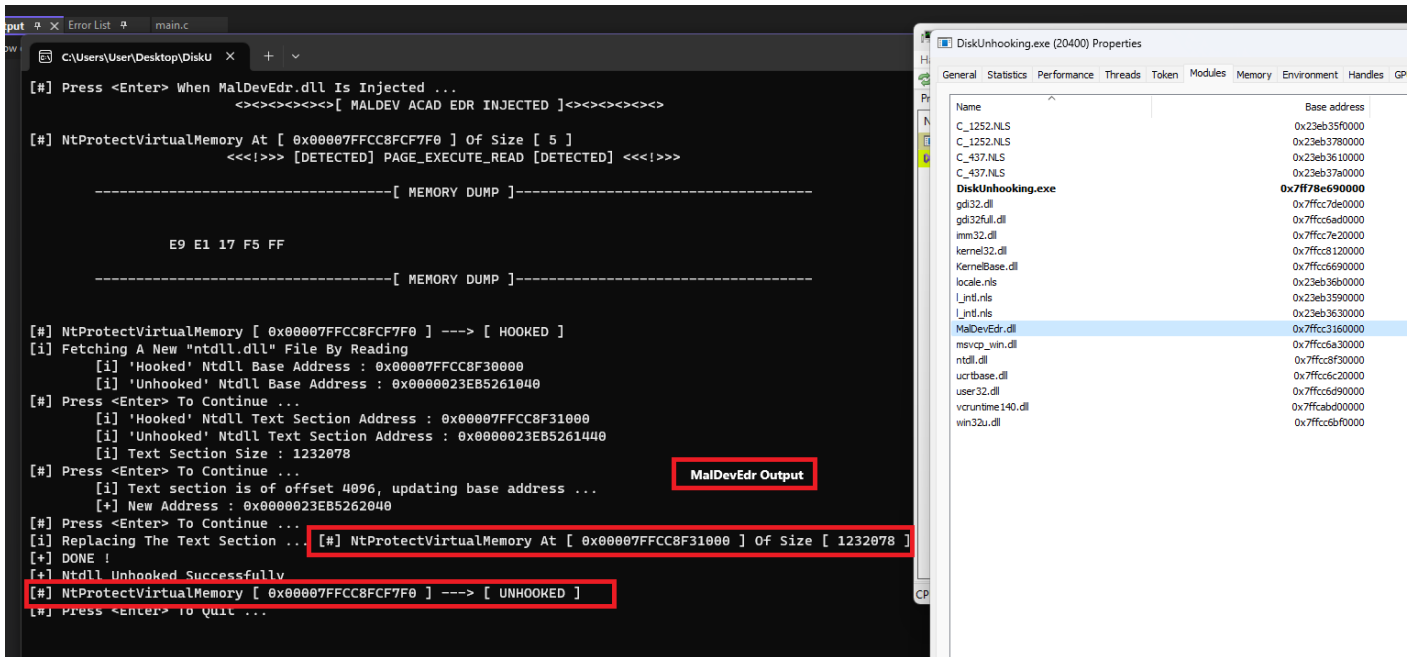 put
Error List
main.c
C:\Users\User\Desktop\DiskU
[#] Press <Enter> When MalDevEdr.dll Is Injected ...
<><><><><><>[ MALDEV ACAD EDR INJECTED ]<><><><><><>
[#] NtProtectVirtualMemory At [ 0x00007FFCC8FCF7F0 ] Of Size [ 5 ]
<<<!>>> [DETECTED] PAGE_EXECUTE_READ [DETECTED] <<<!>>>
-------------------------------------[ MEMORY DUMP ]-------------------------------------
E9 E1 17 F5 FF
-------------------------------------[ MEMORY DUMP ]-------------------------------------
[#] NtProtectVirtualMemory [ 0x00007FFCC8FCF7F0 ] ---> [ HOOKED ]
[i] Fetching A New "ntdll.dll" File By Reading
[i] 'Hooked' Ntdll Base Address : 0x00007FFCC8F30000
[i] 'Unhooked' Ntdll Base Address : 0x0000023EB5261040
[#] Press <Enter> To Continue ...
[i] 'Hooked' Ntdll Text Section Address : 0x00007FFCC8F31000
[i] 'Unhooked' Ntdll Text Section Address : 0x0000023EB5261440
[i] Text Section Size : 1232078
[#] Press <Enter> To Continue ...
[i] Text section is of offset 4096, updating base address ...
[+] New Address : 0x0000023EB5262040
[#] Press <Enter> To Continue ...
[i] Replacing The Text Section ... [#] NtProtectVirtualMemory At [ 0x00007FFCC8F31000 ] Of Size [ 1232078 ]
[+] DONE !
[+] Ntdll Unhooked Successfully
[#] NtProtectVirtualMemory [ 0x00007FFCC8FCF7F0 ] ---> [ UNHOOKED ]
[#] Press <Enter> To Quit ...
MalDevEdr Output
DiskUnhooking.exe (20400) Properties
General Statistics Performance Threads Token Modules Memory Environment Handles GP
Name Base address
C_1252.NLS 0x23eb35f0000
C_1252.NLS 0x23eb3780000
C_437.NLS 0x23eb3610000
C_437.NLS 0x23eb37a0000
DiskUnhooking.exe 0x7ff78e690000
gdi32.dll 0x7ffcc7de0000
gdi32full.dll 0x7ffcc6ad0000
imm32.dll 0x7ffcc7e20000
kernel32.dll 0x7ffcc8120000
KernelBase.dll 0x7ffcc6690000
locale.nls 0x23eb36b0000
l_intl.nls 0x23eb3590000
l_intl.nls 0x23eb3630000
MalDevEdr.dll 0x7ffcc3160000
msvcp_win.dll 0x7ffcc6a30000
ntdll.dll 0x7ffcc8f30000
ucrtbase.dll 0x7ffcc6c20000
user32.dll 0x7ffcc6d90000
vcruntime140.dll 0x7ffcabd00000
win32u.dll 0x7ffcc6bf0000
CP